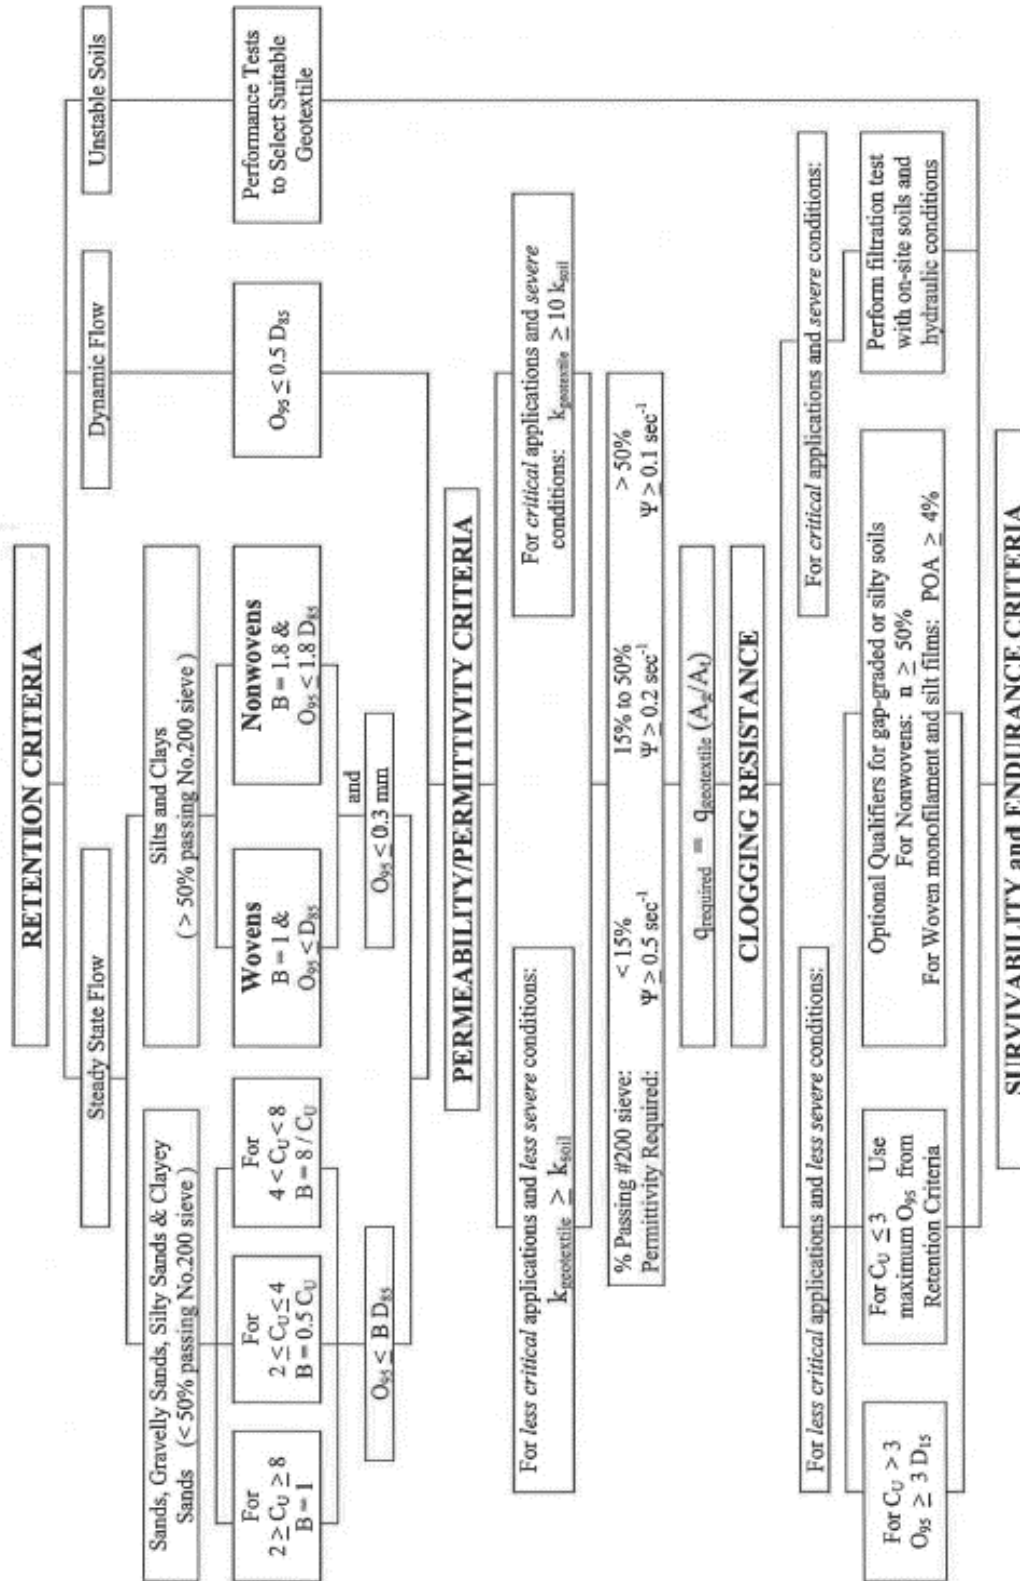 RETENTION CRITERIA
Steady State Flow
Dynamic Flow
Unstable Soils
Sands, Gravelly Sands, Silty Sands & Clayey
Sands (< 50% passing No.200 sieve)
Silts and Clays
( > 50% passing No.200 sieve )
For
2 ≥ C_U ≥ 8
B = 1
For
2 ≤ C_U ≤ 4
B = 0.5 C_U
For
4 < C_U < 8
B = 8 / C_U
Wovens
B = 1 &
O₉₅ ≤ D₈₅
Nonwovens
B = 1.8 &
O₉₅ ≤ 1.8 D₈₅
O₉₅ ≤ 0.5 D₈₅
Performance Tests
to Select Suitable
Geotextile
O₉₅ ≤ B D₈₅
and
O₉₅ ≤ 0.3 mm
PERMEABILITY/PERMITTIVITY CRITERIA
For less critical applications and less severe conditions:
k_geotextile ≥ k_soil
For critical applications and severe
conditions: k_geotextile ≥ 10 k_soil
% Passing #200 sieve: < 15% 15% to 50% > 50%
Permittivity Required: Ψ ≥ 0.5 sec⁻¹ Ψ ≥ 0.2 sec⁻¹ Ψ ≥ 0.1 sec⁻¹
q_required = q_geotextile (A_g/A_t)
CLOGGING RESISTANCE
For less critical applications and less severe conditions:
For critical applications and severe conditions:
For C_U > 3
O₉₅ ≥ 3 D₁₅
For C_U ≤ 3 Use
maximum O₉₅ from
Retention Criteria
Optional Qualifiers for gap-graded or silty soils
For Nonwovens: n ≥ 50%
For Woven monofilament and silt films: POA ≥ 4%
Perform filtration test
with on-site soils and
hydraulic conditions
SURVIVABILITY and ENDURANCE CRITERIA